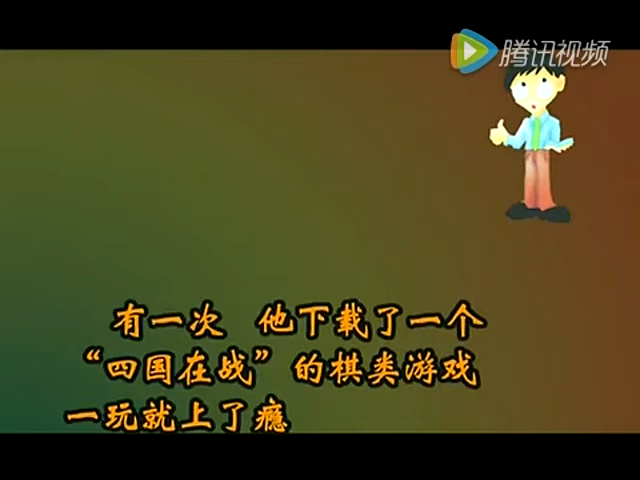 腾讯视频
有一次 他下载了一个
“四国在战”的棋类游戏
一玩就上了瘾